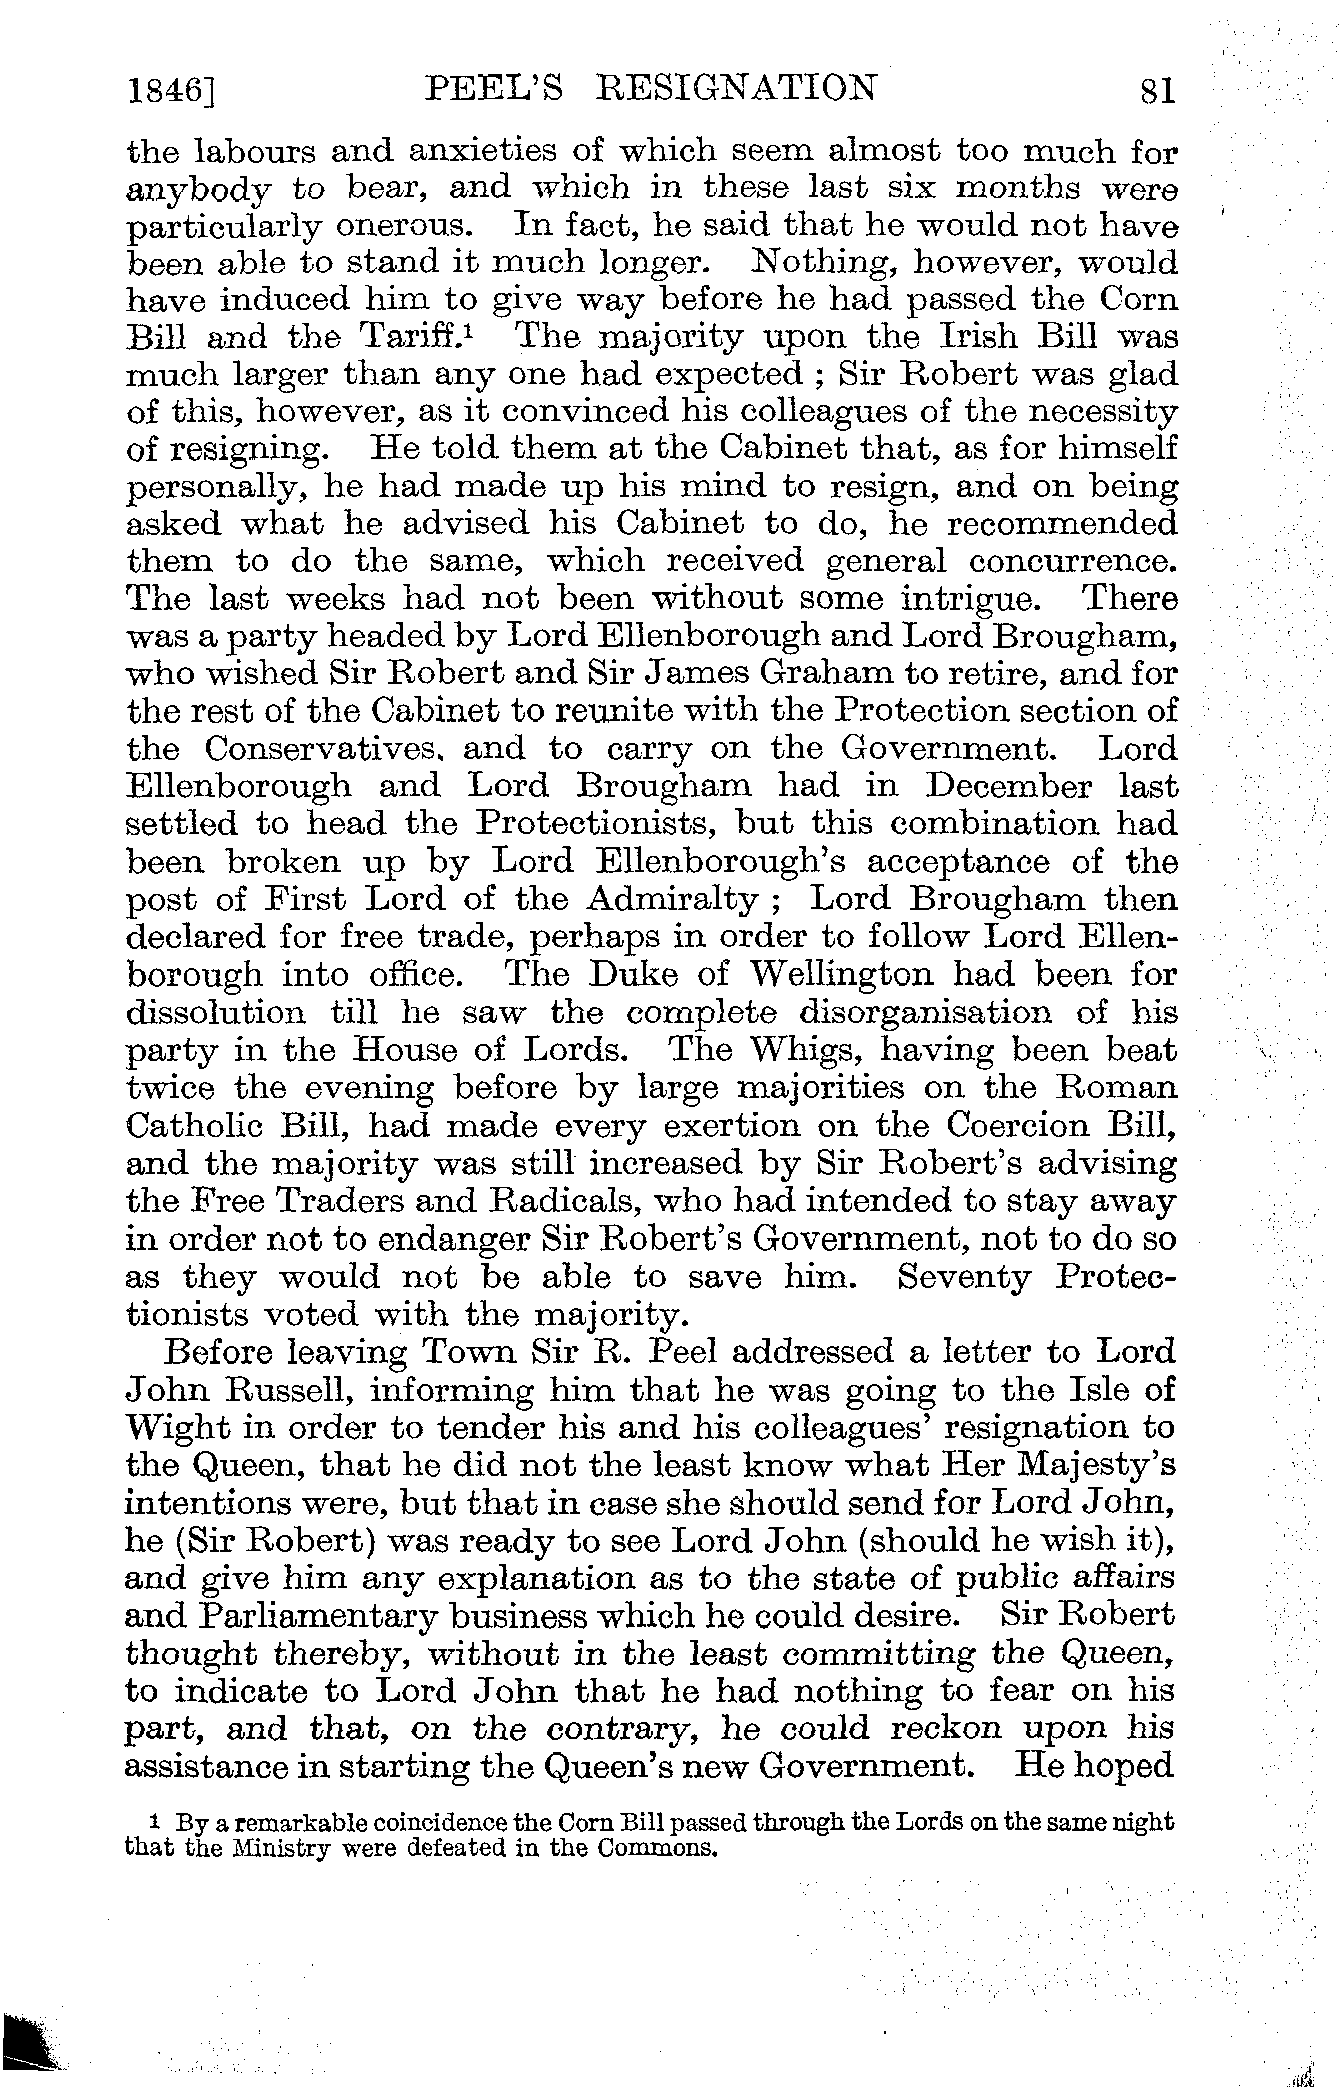 1846] PEEL'S RESIGNATION 81
the labours and anxieties of which seem almost too much for
anybody to bear, and which in these last six months were
particularly onerous. In fact, he said that he would not have
been able to stand it much longer. Nothing, however, would
have induced him to give way before he had passed the Corn
Bill and the Tariff.¹ The majority upon the Irish Bill was
much larger than any one had expected ; Sir Robert was glad
of this, however, as it convinced his colleagues of the necessity
of resigning. He told them at the Cabinet that, as for himself
personally, he had made up his mind to resign, and on being
asked what he advised his Cabinet to do, he recommended
them to do the same, which received general concurrence.
The last weeks had not been without some intrigue. There
was a party headed by Lord Ellenborough and Lord Brougham,
who wished Sir Robert and Sir James Graham to retire, and for
the rest of the Cabinet to reunite with the Protection section of
the Conservatives, and to carry on the Government. Lord
Ellenborough and Lord Brougham had in December last
settled to head the Protectionists, but this combination had
been broken up by Lord Ellenborough's acceptance of the
post of First Lord of the Admiralty ; Lord Brougham then
declared for free trade, perhaps in order to follow Lord Ellen-
borough into office. The Duke of Wellington had been for
dissolution till he saw the complete disorganisation of his
party in the House of Lords. The Whigs, having been beat
twice the evening before by large majorities on the Roman
Catholic Bill, had made every exertion on the Coercion Bill,
and the majority was still increased by Sir Robert's advising
the Free Traders and Radicals, who had intended to stay away
in order not to endanger Sir Robert's Government, not to do so
as they would not be able to save him. Seventy Protec-
tionists voted with the majority.
Before leaving Town Sir R. Peel addressed a letter to Lord
John Russell, informing him that he was going to the Isle of
Wight in order to tender his and his colleagues' resignation to
the Queen, that he did not the least know what Her Majesty's
intentions were, but that in case she should send for Lord John,
he (Sir Robert) was ready to see Lord John (should he wish it),
and give him any explanation as to the state of public affairs
and Parliamentary business which he could desire. Sir Robert
thought thereby, without in the least committing the Queen,
to indicate to Lord John that he had nothing to fear on his
part, and that, on the contrary, he could reckon upon his
assistance in starting the Queen's new Government. He hoped
1 By a remarkable coincidence the Corn Bill passed through the Lords on the same night
that the Ministry were defeated in the Commons.